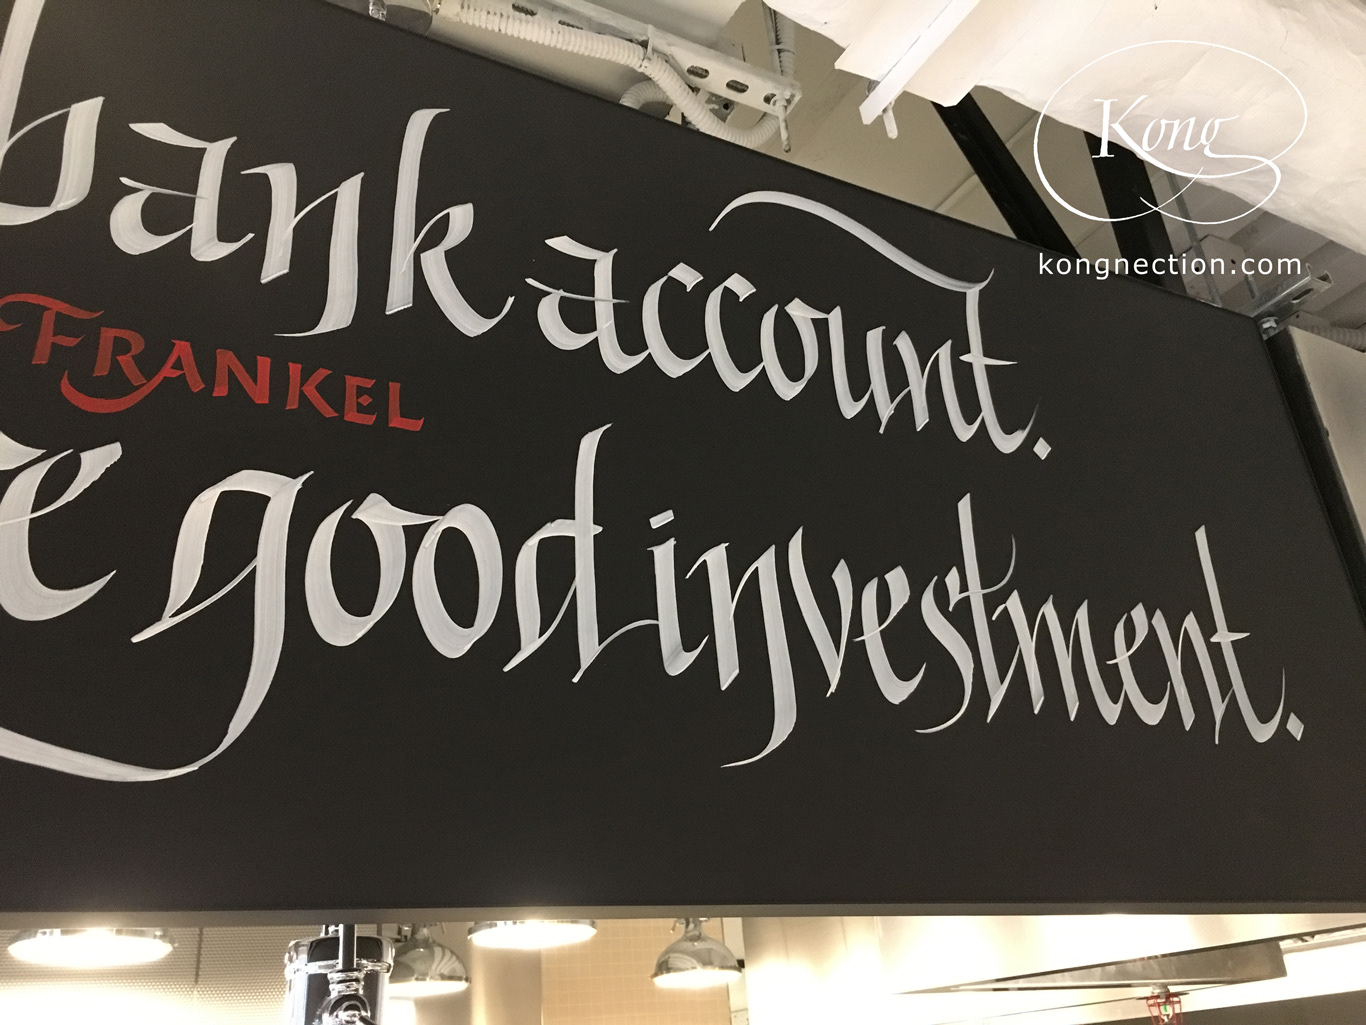 bank account.
FRANKEL
e good investment.
Kong
kongnection.com